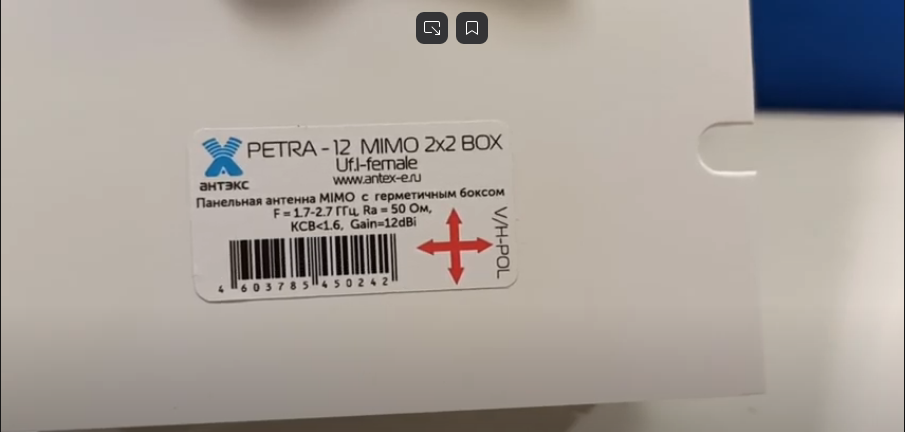 PETRA - 12 MIMO 2x2 BOX
Uf.l-female
www.antex-e.ru
антэкс
Панельная антенна MIMO с герметичным боксом
F = 1.7-2.7 ГГц, Ra = 50 Ом,
КСВ<1.6, Gain=12dBi
V/H-POL
4 603785 450242